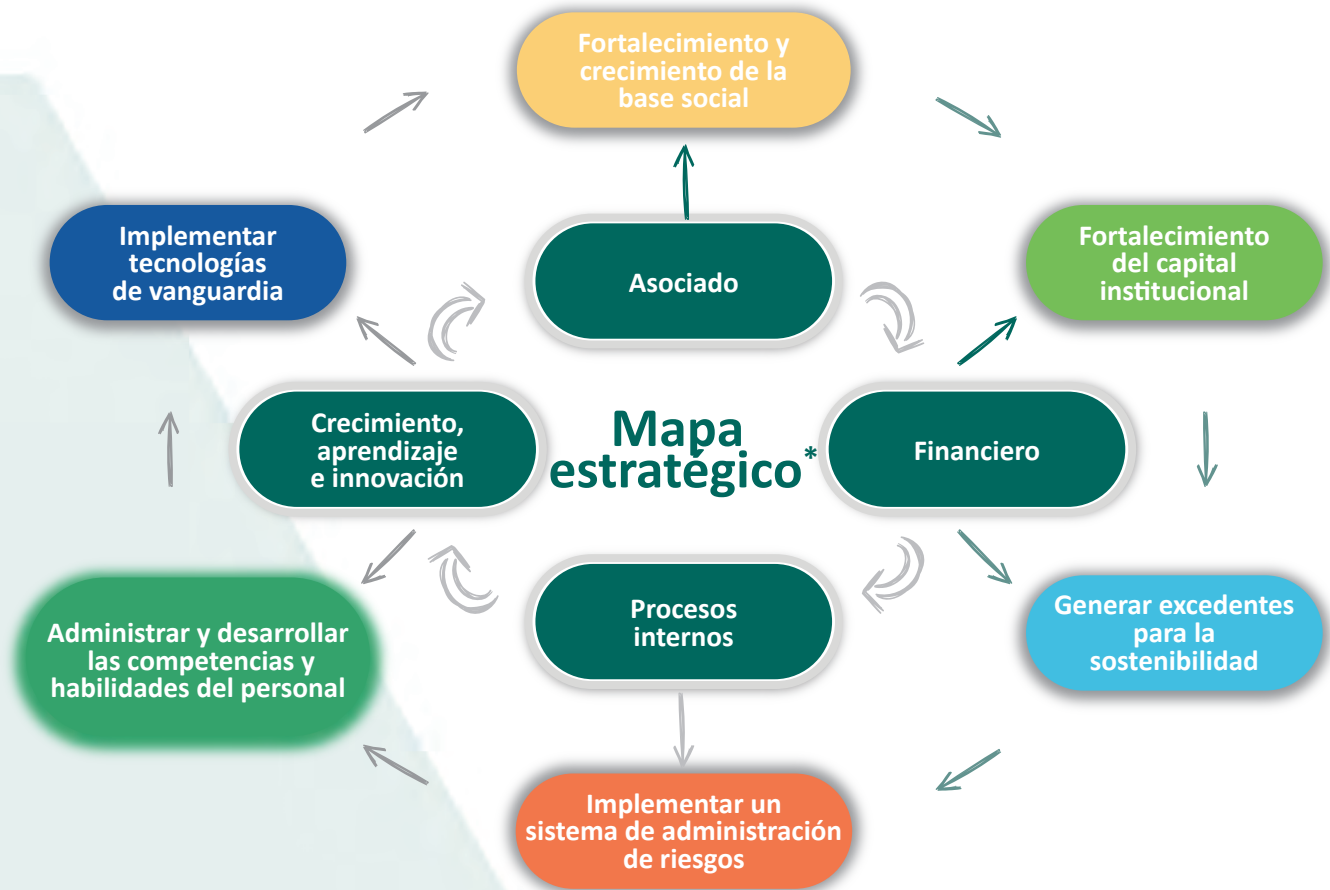 Fortalecimiento y
crecimiento de la
base social
Implementar
tecnologías
de vanguardia
Asociado
Fortalecimiento
del capital
institucional
Crecimiento,
aprendizaje
e innovación
Mapa
estratégico*
Financiero
Administrar y desarrollar
las competencias y
habilidades del personal
Procesos
internos
Generar excedentes
para la
sostenibilidad
Implementar un
sistema de administración
de riesgos